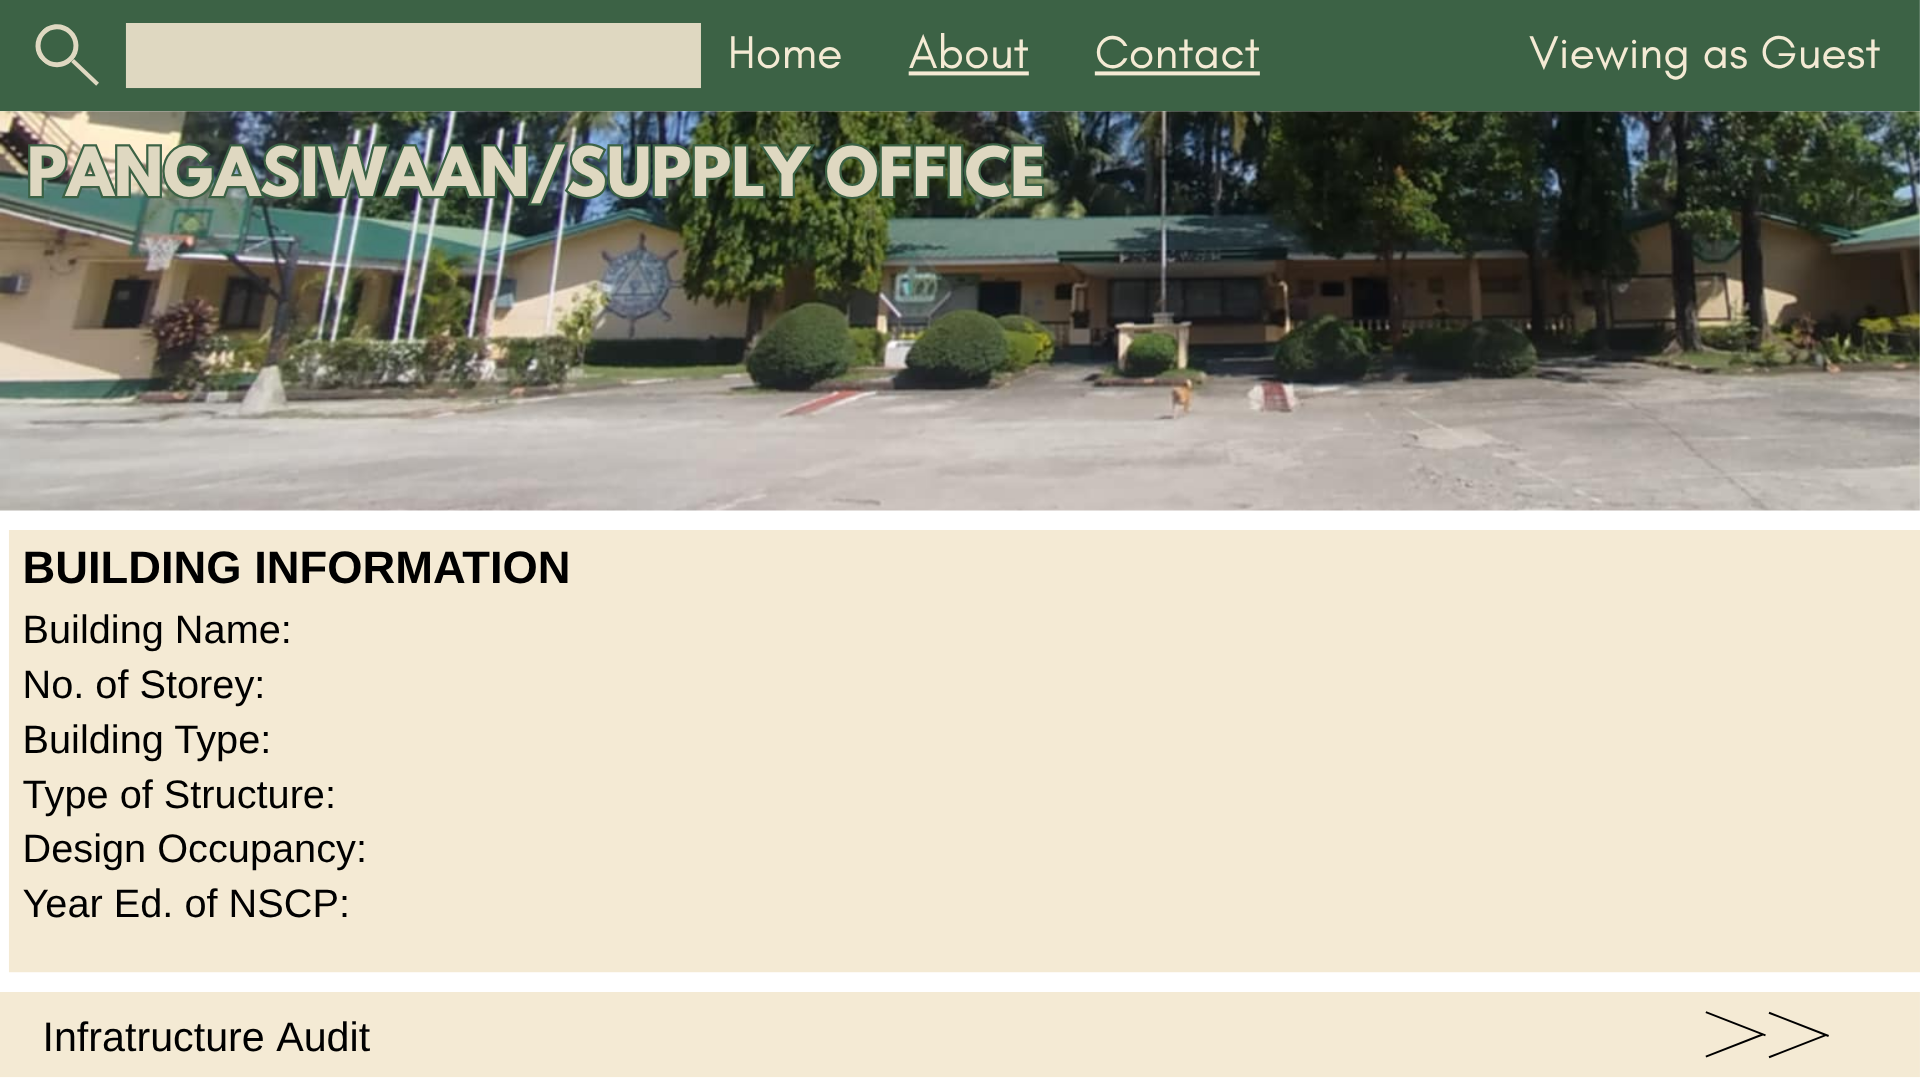 Home About Contact Viewing as Guest
PANGASIWAAN/SUPPLY OFFICE
BUILDING INFORMATION
Building Name:
No. of Storey:
Building Type:
Type of Structure:
Design Occupancy:
Year Ed. of NSCP:
Infratructure Audit